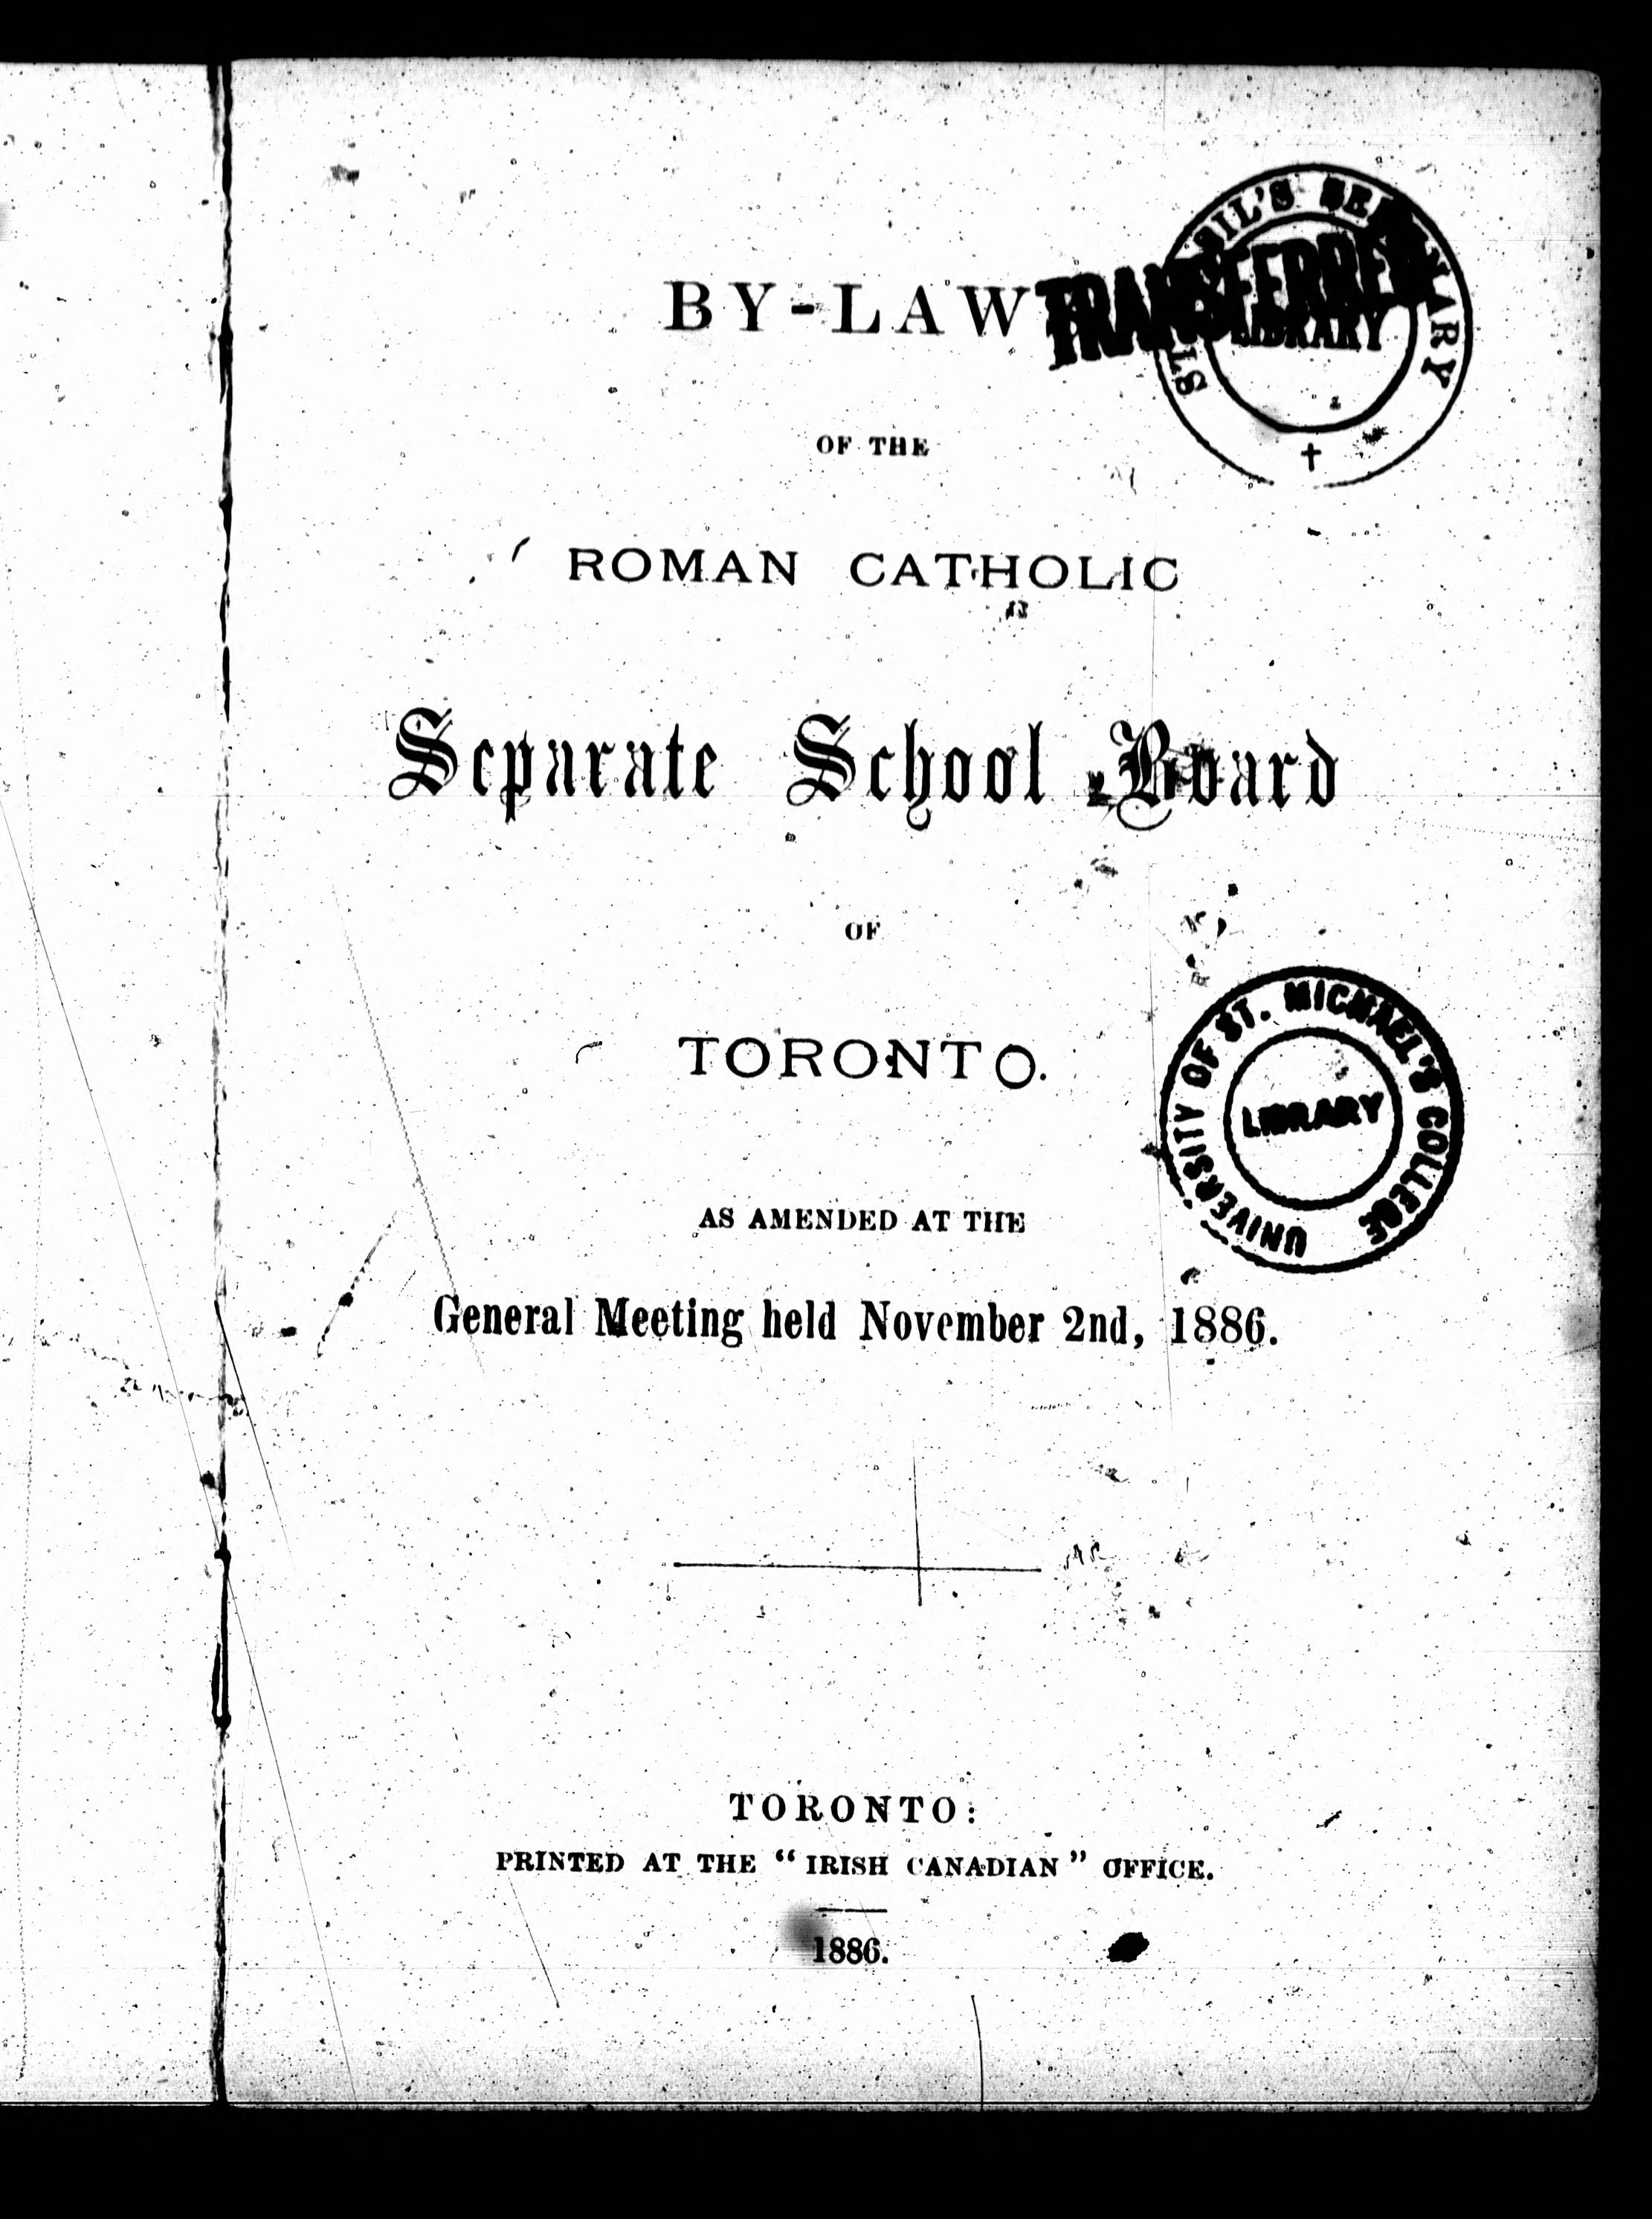 BY-LAW
TRANSFERRED
LIBRARY
OF THE
ROMAN CATHOLIC
Separate School Board
OF
TORONTO.
UNIVERSITY OF ST. MICHAEL'S COLLEGE
LIBRARY
AS AMENDED AT THE
General Meeting held November 2nd, 1886.
TORONTO:
PRINTED AT THE "IRISH CANADIAN" OFFICE.
1886.